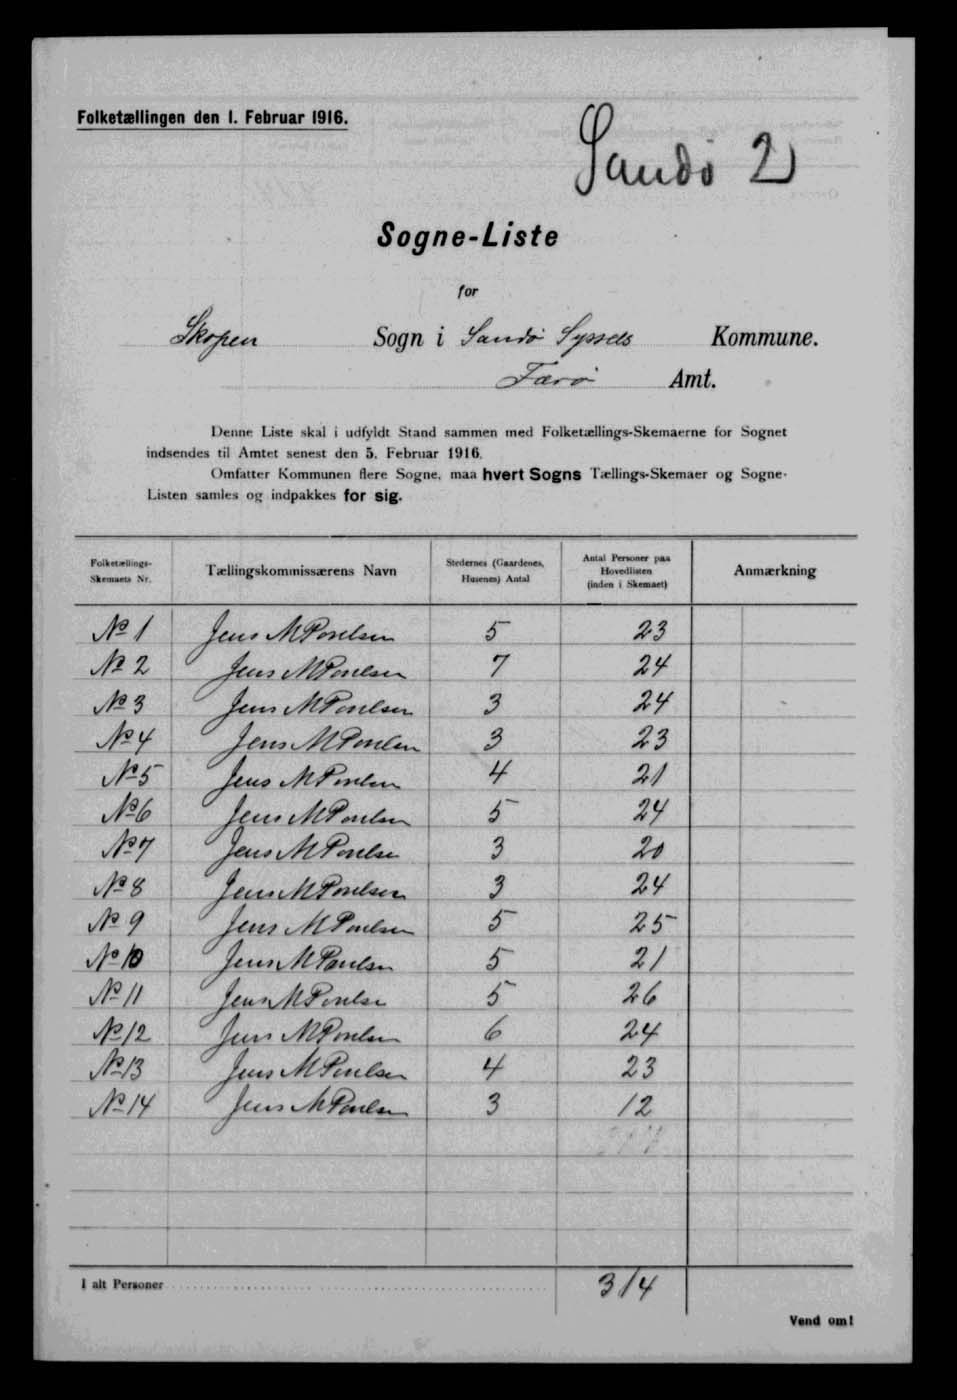 Folketællingen den 1. Februar 1916.
Sandö 2
Sogne-Liste
for
Skopen Sogn i Sandö Syssels Kommune.
Færö Amt.
Denne Liste skal i udfyldt Stand sammen med Folketællings-Skemaerne for Sognet
indsendes til Amtet senest den 5. Februar 1916.
Omfatter Kommunen flere Sogne, maa hvert Sogns Tællings-Skemaer og Sogne-
Listen samles og indpakkes for sig.
Folketællings-
Skemaets Nr.
Tællingskommissærens Navn
Stedernes (Gaardenes,
Husenes) Antal
Antal Personer paa
Hovedlisten
(inden i Skemaet)
Anmærkning
No 1 Jens M Poulsen 5 23
No 2 Jens M Poulsen 7 24
No 3 Jens M Poulsen 3 24
No 4 Jens M Poulsen 3 23
No 5 Jens M Poulsen 4 21
No 6 Jens M Poulsen 5 24
No 7 Jens M Poulsen 3 20
No 8 Jens M Poulsen 3 24
No 9 Jens M Poulsen 5 25
No 10 Jens M Poulsen 5 21
No 11 Jens M Poulsen 5 26
No 12 Jens M Poulsen 6 24
No 13 Jens M Poulsen 4 23
No 14 Jens M Poulsen 3 12
I alt Personer 314
Vend om!